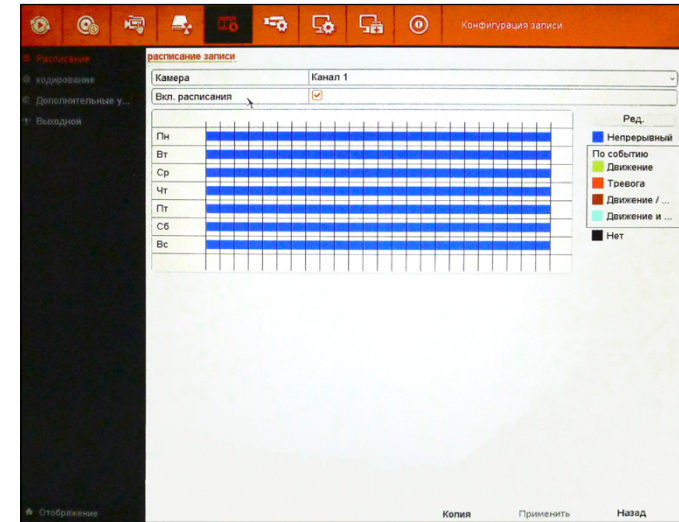 Конфигурация записи
Расписание
кодирование
Дополнительные у...
Выходной
расписание записи
Камера
Канал 1
Вкл. расписания
Ред.
Непрерывный
По событию
Движение
Тревога
Движение / ...
Движение и ...
Нет
Пн
Вт
Ср
Чт
Пт
Сб
Вс
Отображение
Копия
Применить
Назад